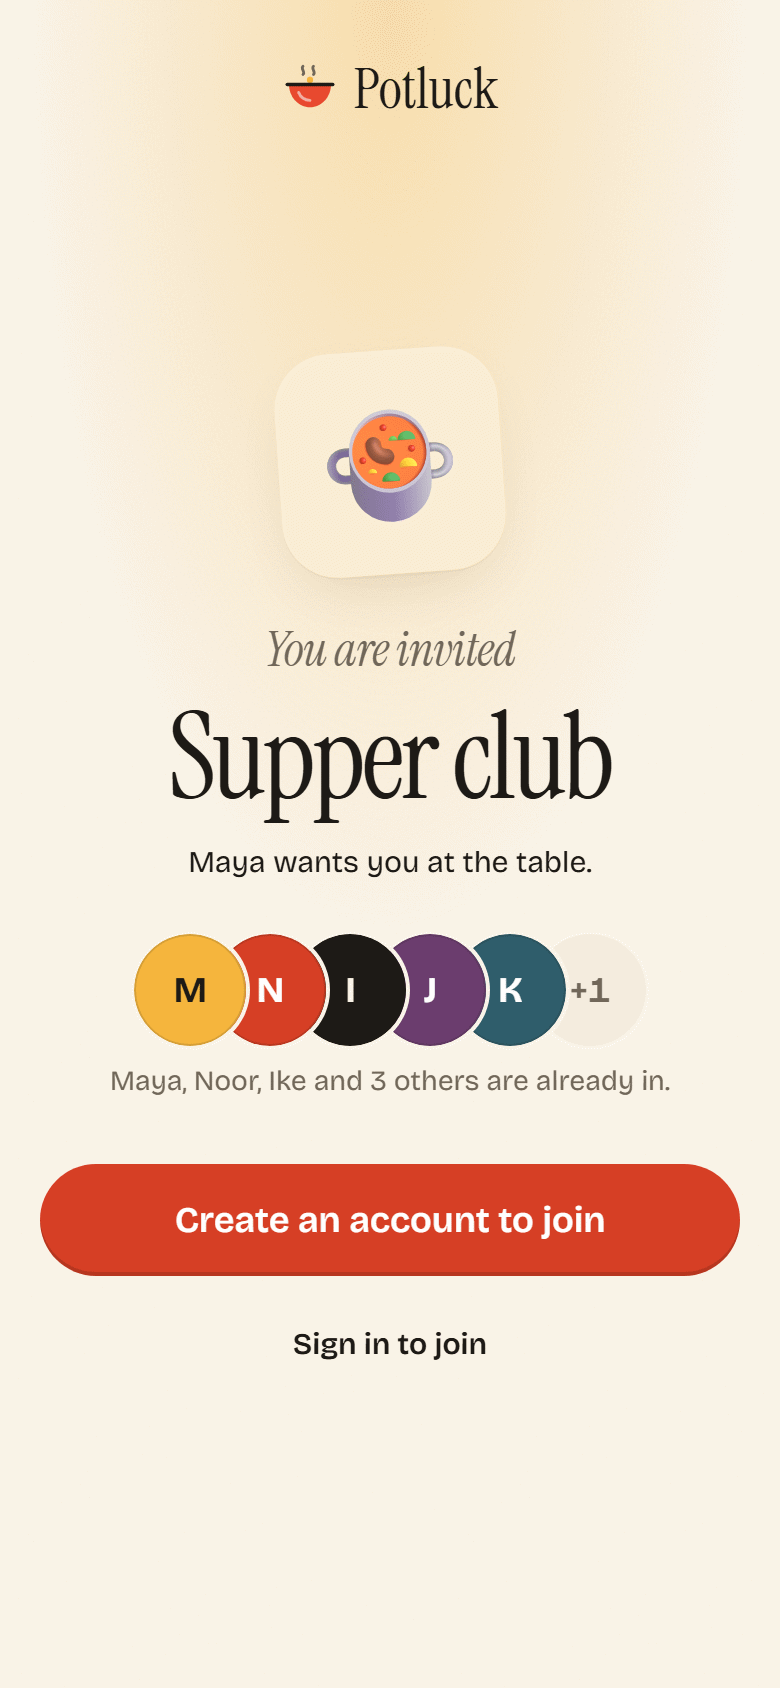 Potluck
You are invited
Supper club
Maya wants you at the table.
M N I J K +1
Maya, Noor, Ike and 3 others are already in.
Create an account to join
Sign in to join